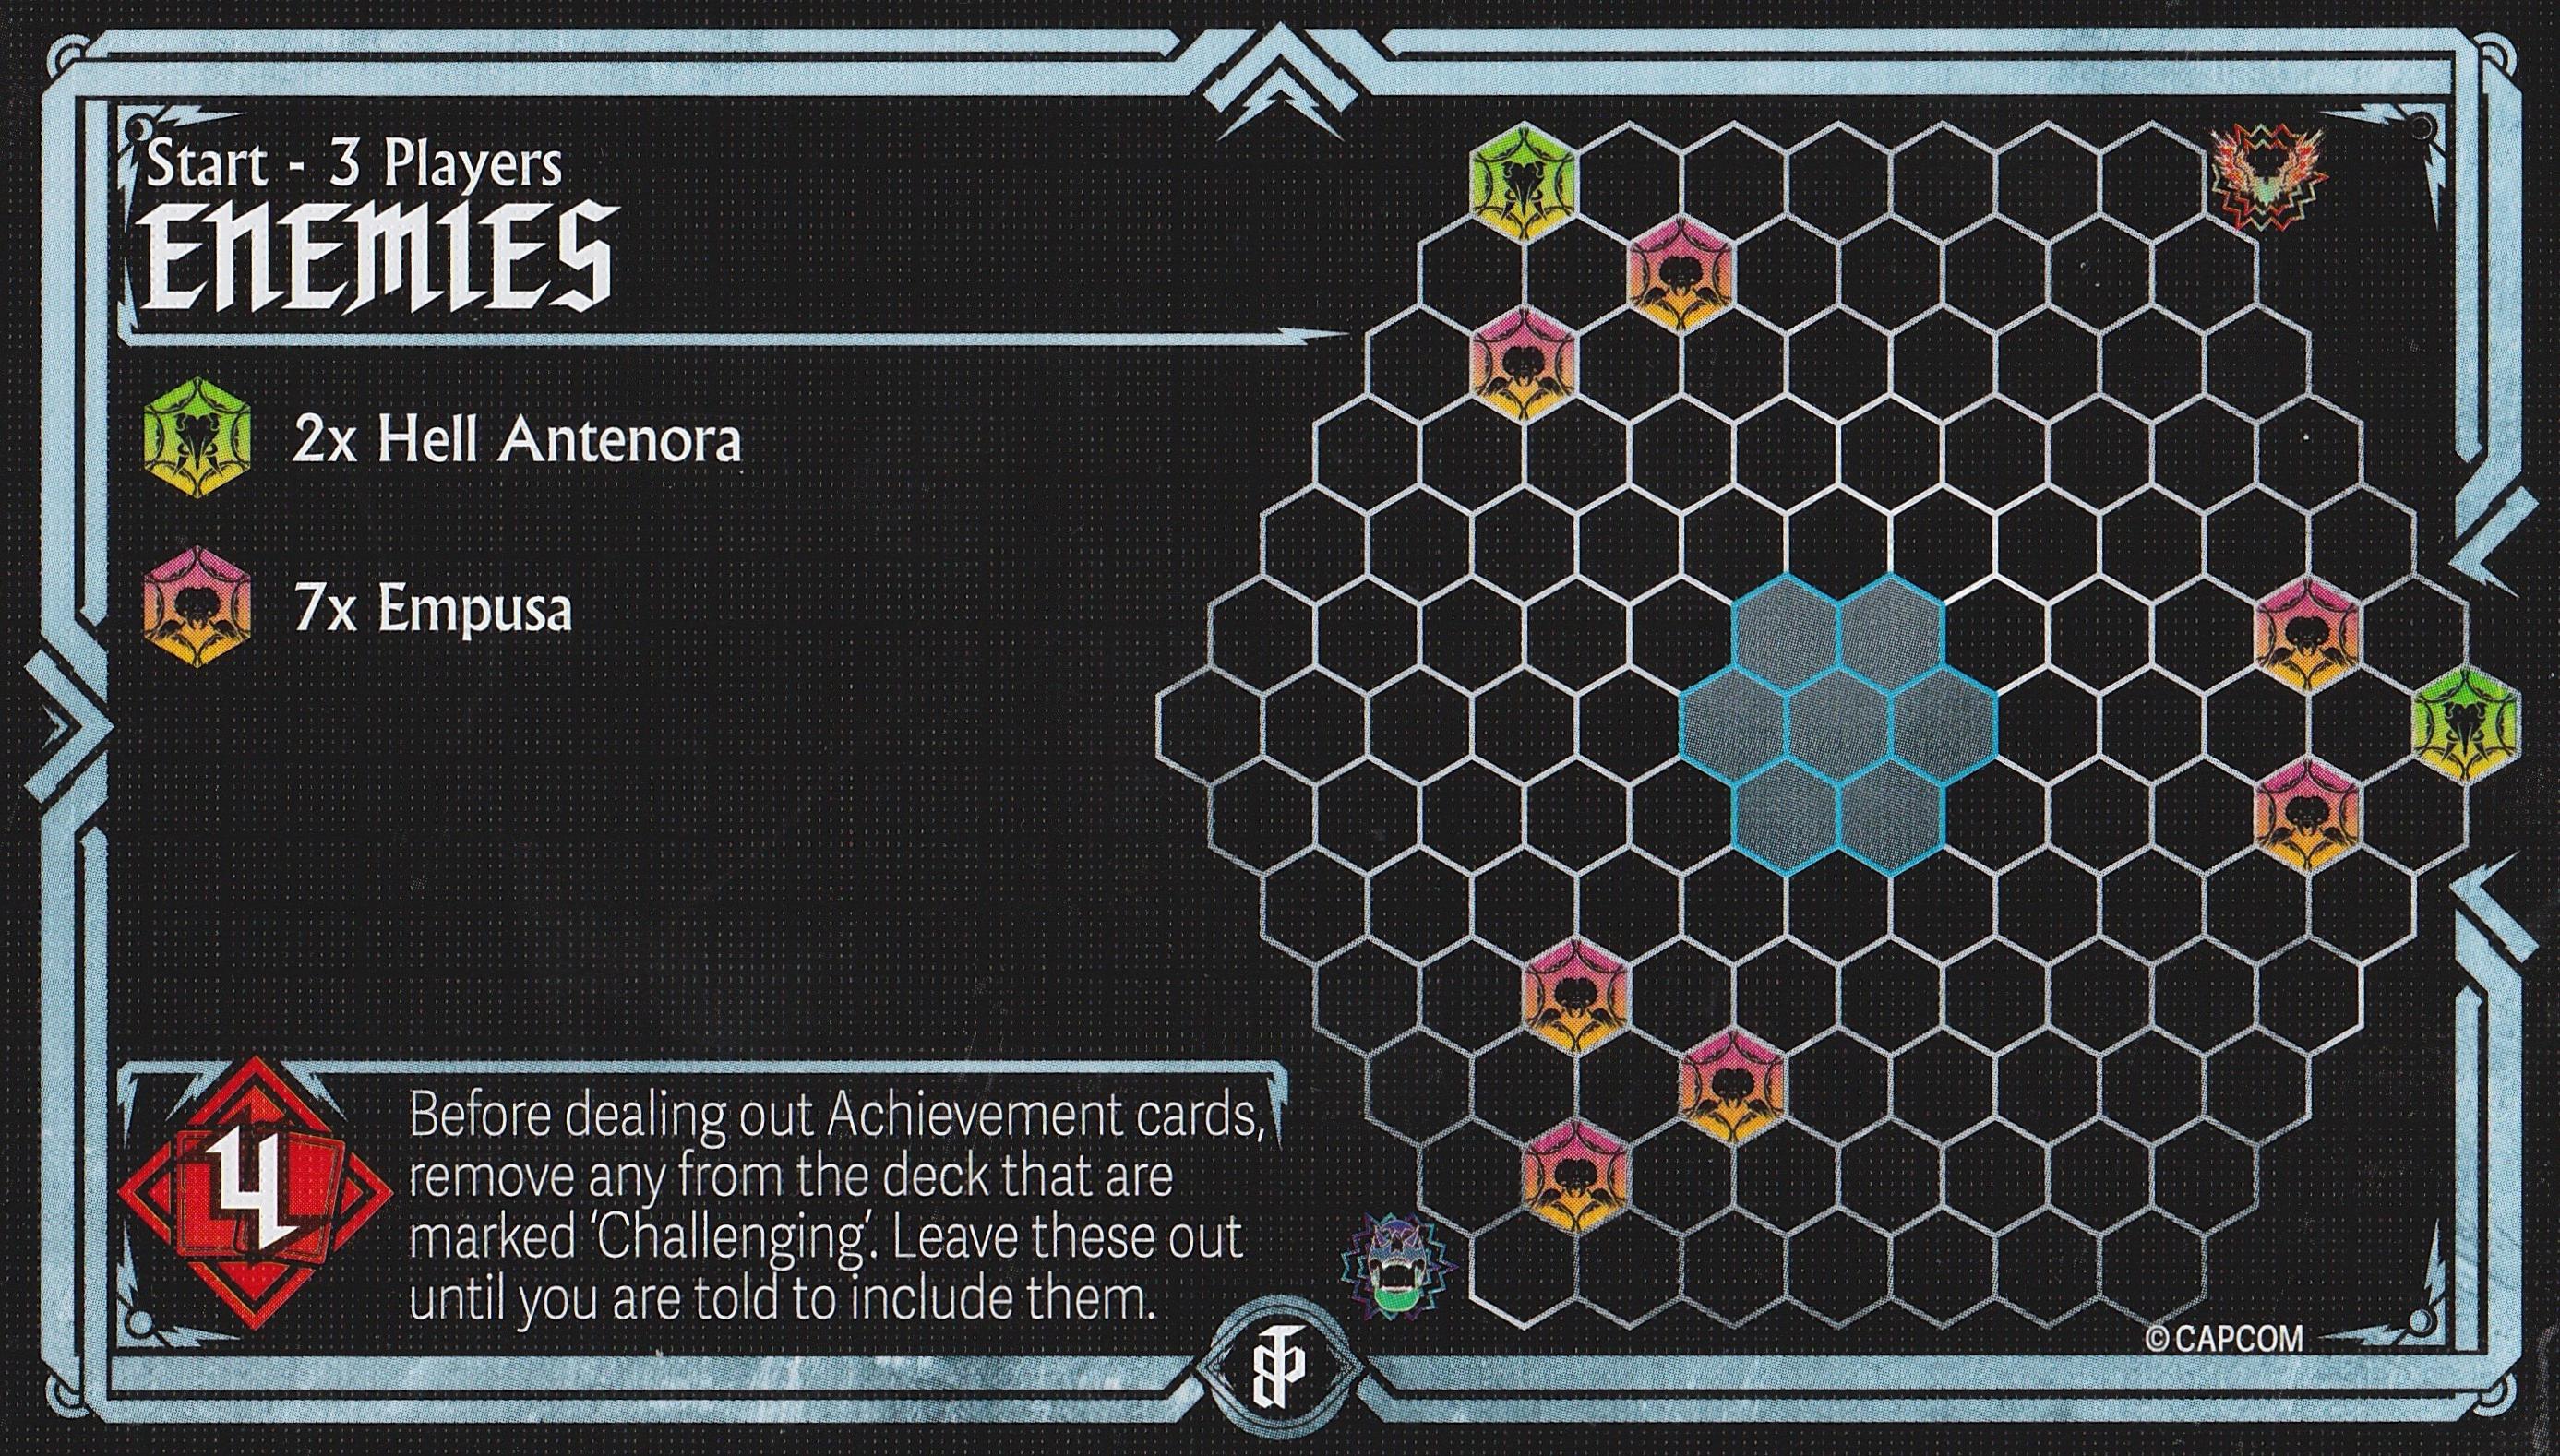 Start - 3 Players
ENEMIES
2x Hell Antenora
7x Empusa
4
Before dealing out Achievement cards,
remove any from the deck that are
marked ‘Challenging’. Leave these out
until you are told to include them.
© CAPCOM